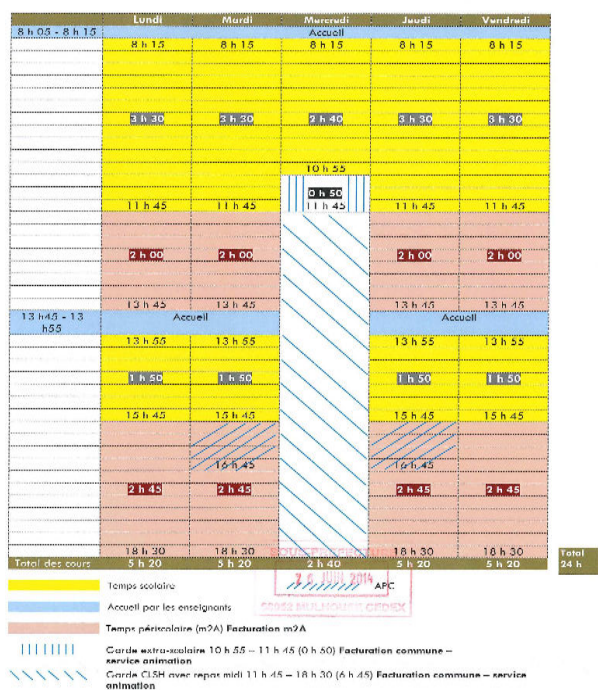 Lundi Mardi Mercredi Jeudi Vendredi
8 h 05 - 8 h 15 Accueil
8 h 15 8 h 15 8 h 15 8 h 15 8 h 15
3 h 30 3 h 30 2 h 40 3 h 30 3 h 30
10 h 55
0 h 50
11 h 45 11 h 45 11 h 45 11 h 45 11 h 45
2 h 00 2 h 00 2 h 00 2 h 00
13 h 45 13 h 45 13 h 45 13 h 45
13 h45 - 13 Accueil Accueil
h55
13 h 55 13 h 55 13 h 55 13 h 55
1 h 50 1 h 50 1 h 50 1 h 50
15 h 45 15 h 45 15 h 45 15 h 45
16 h 45 16 h 45
2 h 45 2 h 45 2 h 45 2 h 45
18 h 30 18 h 30 18 h 30 18 h 30
Total des cours 5 h 20 5 h 20 2 h 40 5 h 20 5 h 20
Total
24 h
Temps scolaire
2014
APC
Accueil par les enseignants
MULHOUSE CEDEX
Temps périscolaire (m2A) Facturation m2A
Garde extra-scolaire 10 h 55 – 11 h 45 (0 h 50) Facturation commune –
service animation
Garde CLSH avec repas midi 11 h 45 – 18 h 30 (6 h 45) Facturation commune – service
animation